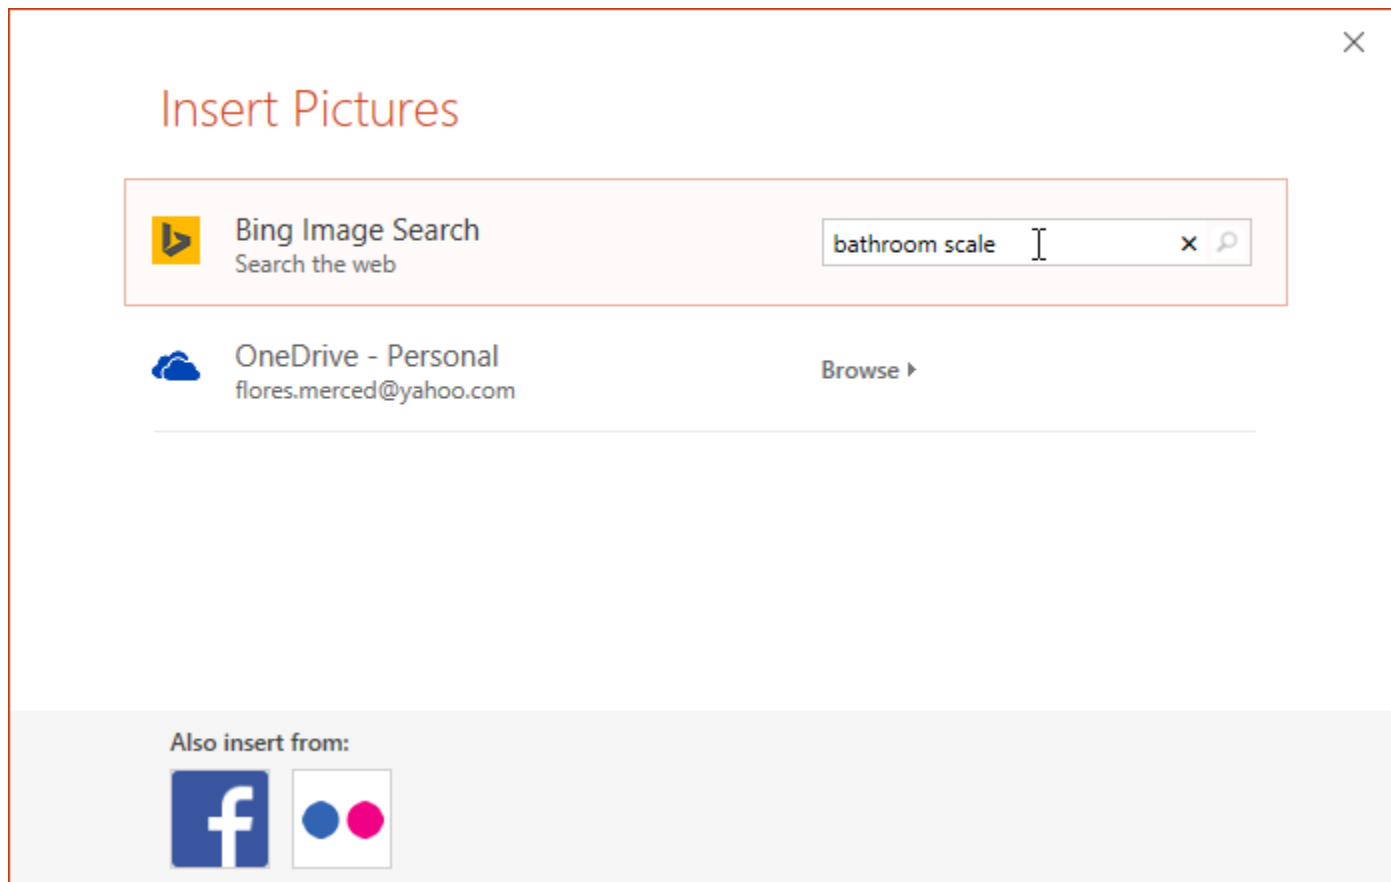 Insert Pictures
Bing Image Search
Search the web
bathroom scale
OneDrive - Personal
flores.merced@yahoo.com
Browse
Also insert from: